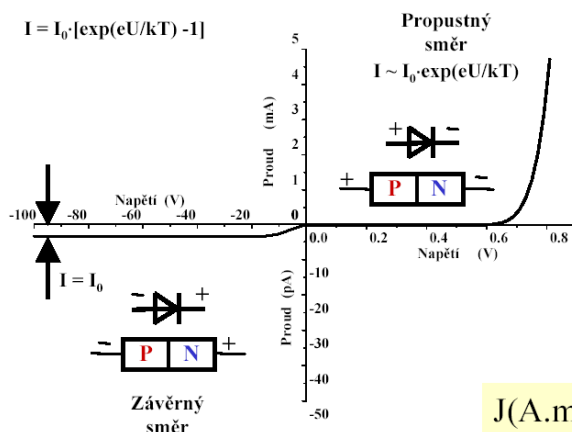 I = I₀·[exp(eU/kT) -1]
Propustný
směr
I ~ I₀·exp(eU/kT)
5
4
3
2
1
0
Proud (mA)
+ −
+ P N −
Napětí (V)
-100 -80 -60 -40 -20 0
0.0 0.2 0.4 0.6 0.8
Napětí (V)
I = I₀
-10
-20
-30
-40
-50
Proud (pA)
− +
− P N +
Závěrný
směr
J(A.m